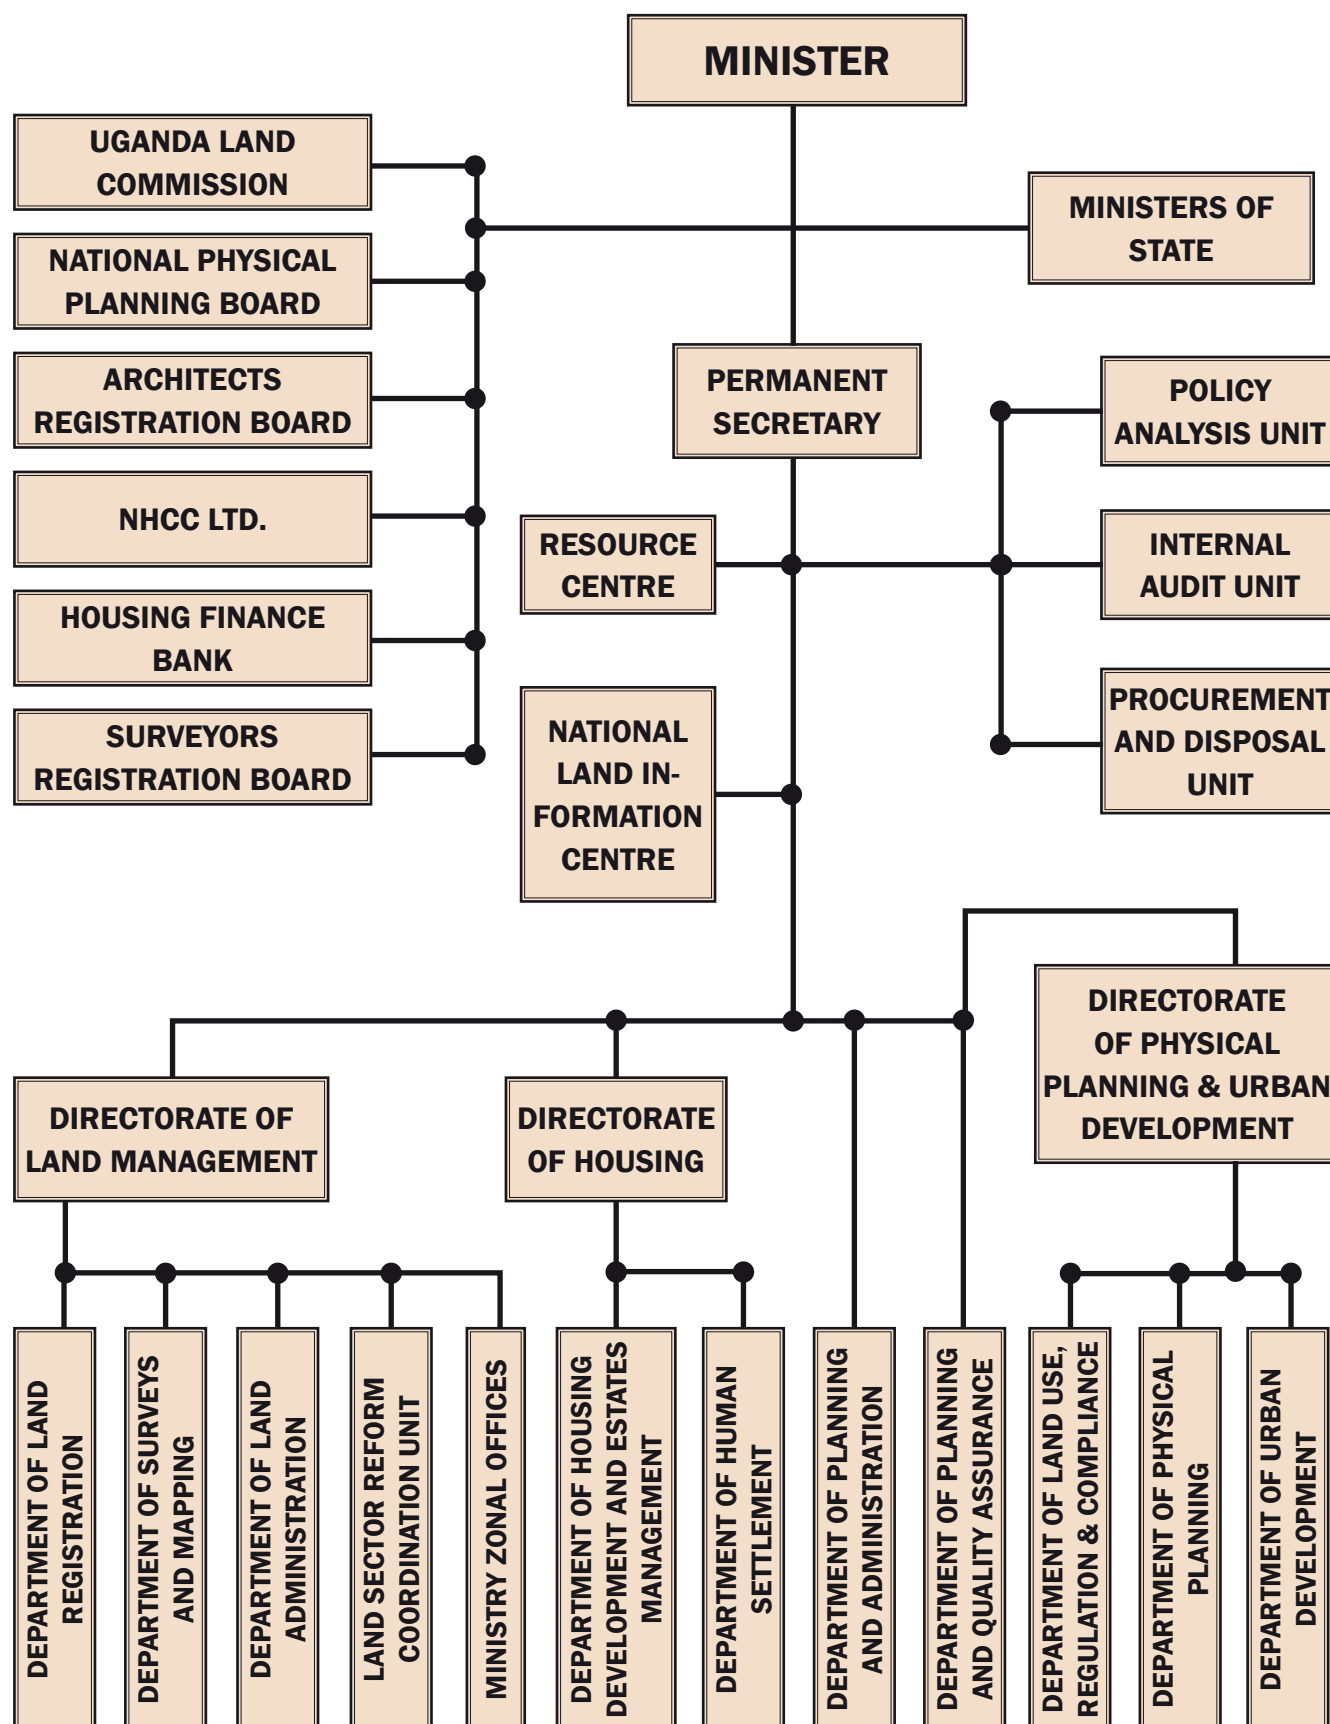 MINISTER
UGANDA LAND
COMMISSION
MINISTERS OF
STATE
NATIONAL PHYSICAL
PLANNING BOARD
ARCHITECTS
REGISTRATION BOARD
PERMANENT
SECRETARY
POLICY
ANALYSIS UNIT
NHCC LTD.
RESOURCE
CENTRE
INTERNAL
AUDIT UNIT
HOUSING FINANCE
BANK
NATIONAL
LAND IN-
FORMATION
CENTRE
PROCUREMENT
AND DISPOSAL
UNIT
SURVEYORS
REGISTRATION BOARD
DIRECTORATE
OF PHYSICAL
PLANNING & URBAN
DEVELOPMENT
DIRECTORATE OF
LAND MANAGEMENT
DIRECTORATE
OF HOUSING
DEPARTMENT OF LAND
REGISTRATION
DEPARTMENT OF SURVEYS
AND MAPPING
DEPARTMENT OF LAND
ADMINISTRATION
LAND SECTOR REFORM
COORDINATION UNIT
MINISTRY ZONAL OFFICES
DEPARTMENT OF HOUSING
DEVELOPMENT AND ESTATES
MANAGEMENT
DEPARTMENT OF HUMAN
SETTLEMENT
DEPARTMENT OF PLANNING
AND ADMINISTRATION
DEPARTMENT OF PLANNING
AND QUALITY ASSURANCE
DEPARTMENT OF LAND USE,
REGULATION & COMPLIANCE
DEPARTMENT OF PHYSICAL
PLANNING
DEPARTMENT OF URBAN
DEVELOPMENT